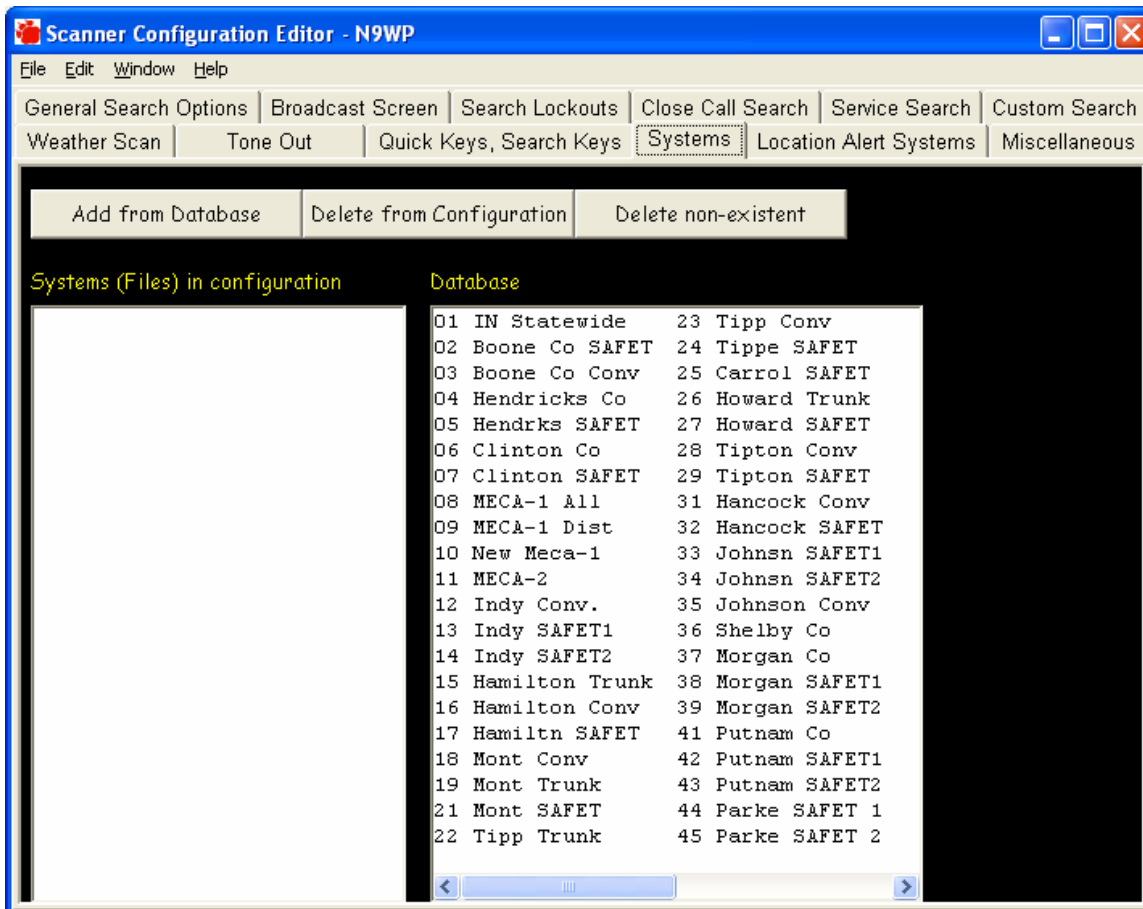 Scanner Configuration Editor - N9WP
File Edit Window Help
General Search Options Broadcast Screen Search Lockouts Close Call Search Service Search Custom Search
Weather Scan Tone Out Quick Keys, Search Keys Systems Location Alert Systems Miscellaneous
Add from Database Delete from Configuration Delete non-existent
Systems (Files) in configuration Database
01 IN Statewide 23 Tipp Conv
02 Boone Co SAFET 24 Tippe SAFET
03 Boone Co Conv 25 Carrol SAFET
04 Hendricks Co 26 Howard Trunk
05 Hendrks SAFET 27 Howard SAFET
06 Clinton Co 28 Tipton Conv
07 Clinton SAFET 29 Tipton SAFET
08 MECA-1 All 31 Hancock Conv
09 MECA-1 Dist 32 Hancock SAFET
10 New Meca-1 33 Johnsn SAFET1
11 MECA-2 34 Johnsn SAFET2
12 Indy Conv. 35 Johnson Conv
13 Indy SAFET1 36 Shelby Co
14 Indy SAFET2 37 Morgan Co
15 Hamilton Trunk 38 Morgan SAFET1
16 Hamilton Conv 39 Morgan SAFET2
17 Hamiltn SAFET 41 Putnam Co
18 Mont Conv 42 Putnam SAFET1
19 Mont Trunk 43 Putnam SAFET2
21 Mont SAFET 44 Parke SAFET 1
22 Tipp Trunk 45 Parke SAFET 2